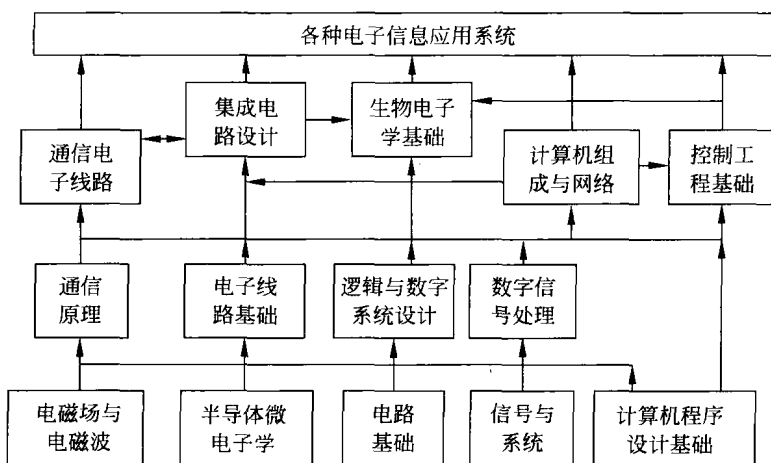 各种电子信息应用系统
集成电
路设计
生物电子
学基础
通信电
子线路
计算机组
成与网络
控制工
程基础
通信
原理
电子线
路基础
逻辑与数字
系统设计
数字信
号处理
电磁场与
电磁波
半导体微
电子学
电路
基础
信号与
系统
计算机程序
设计基础